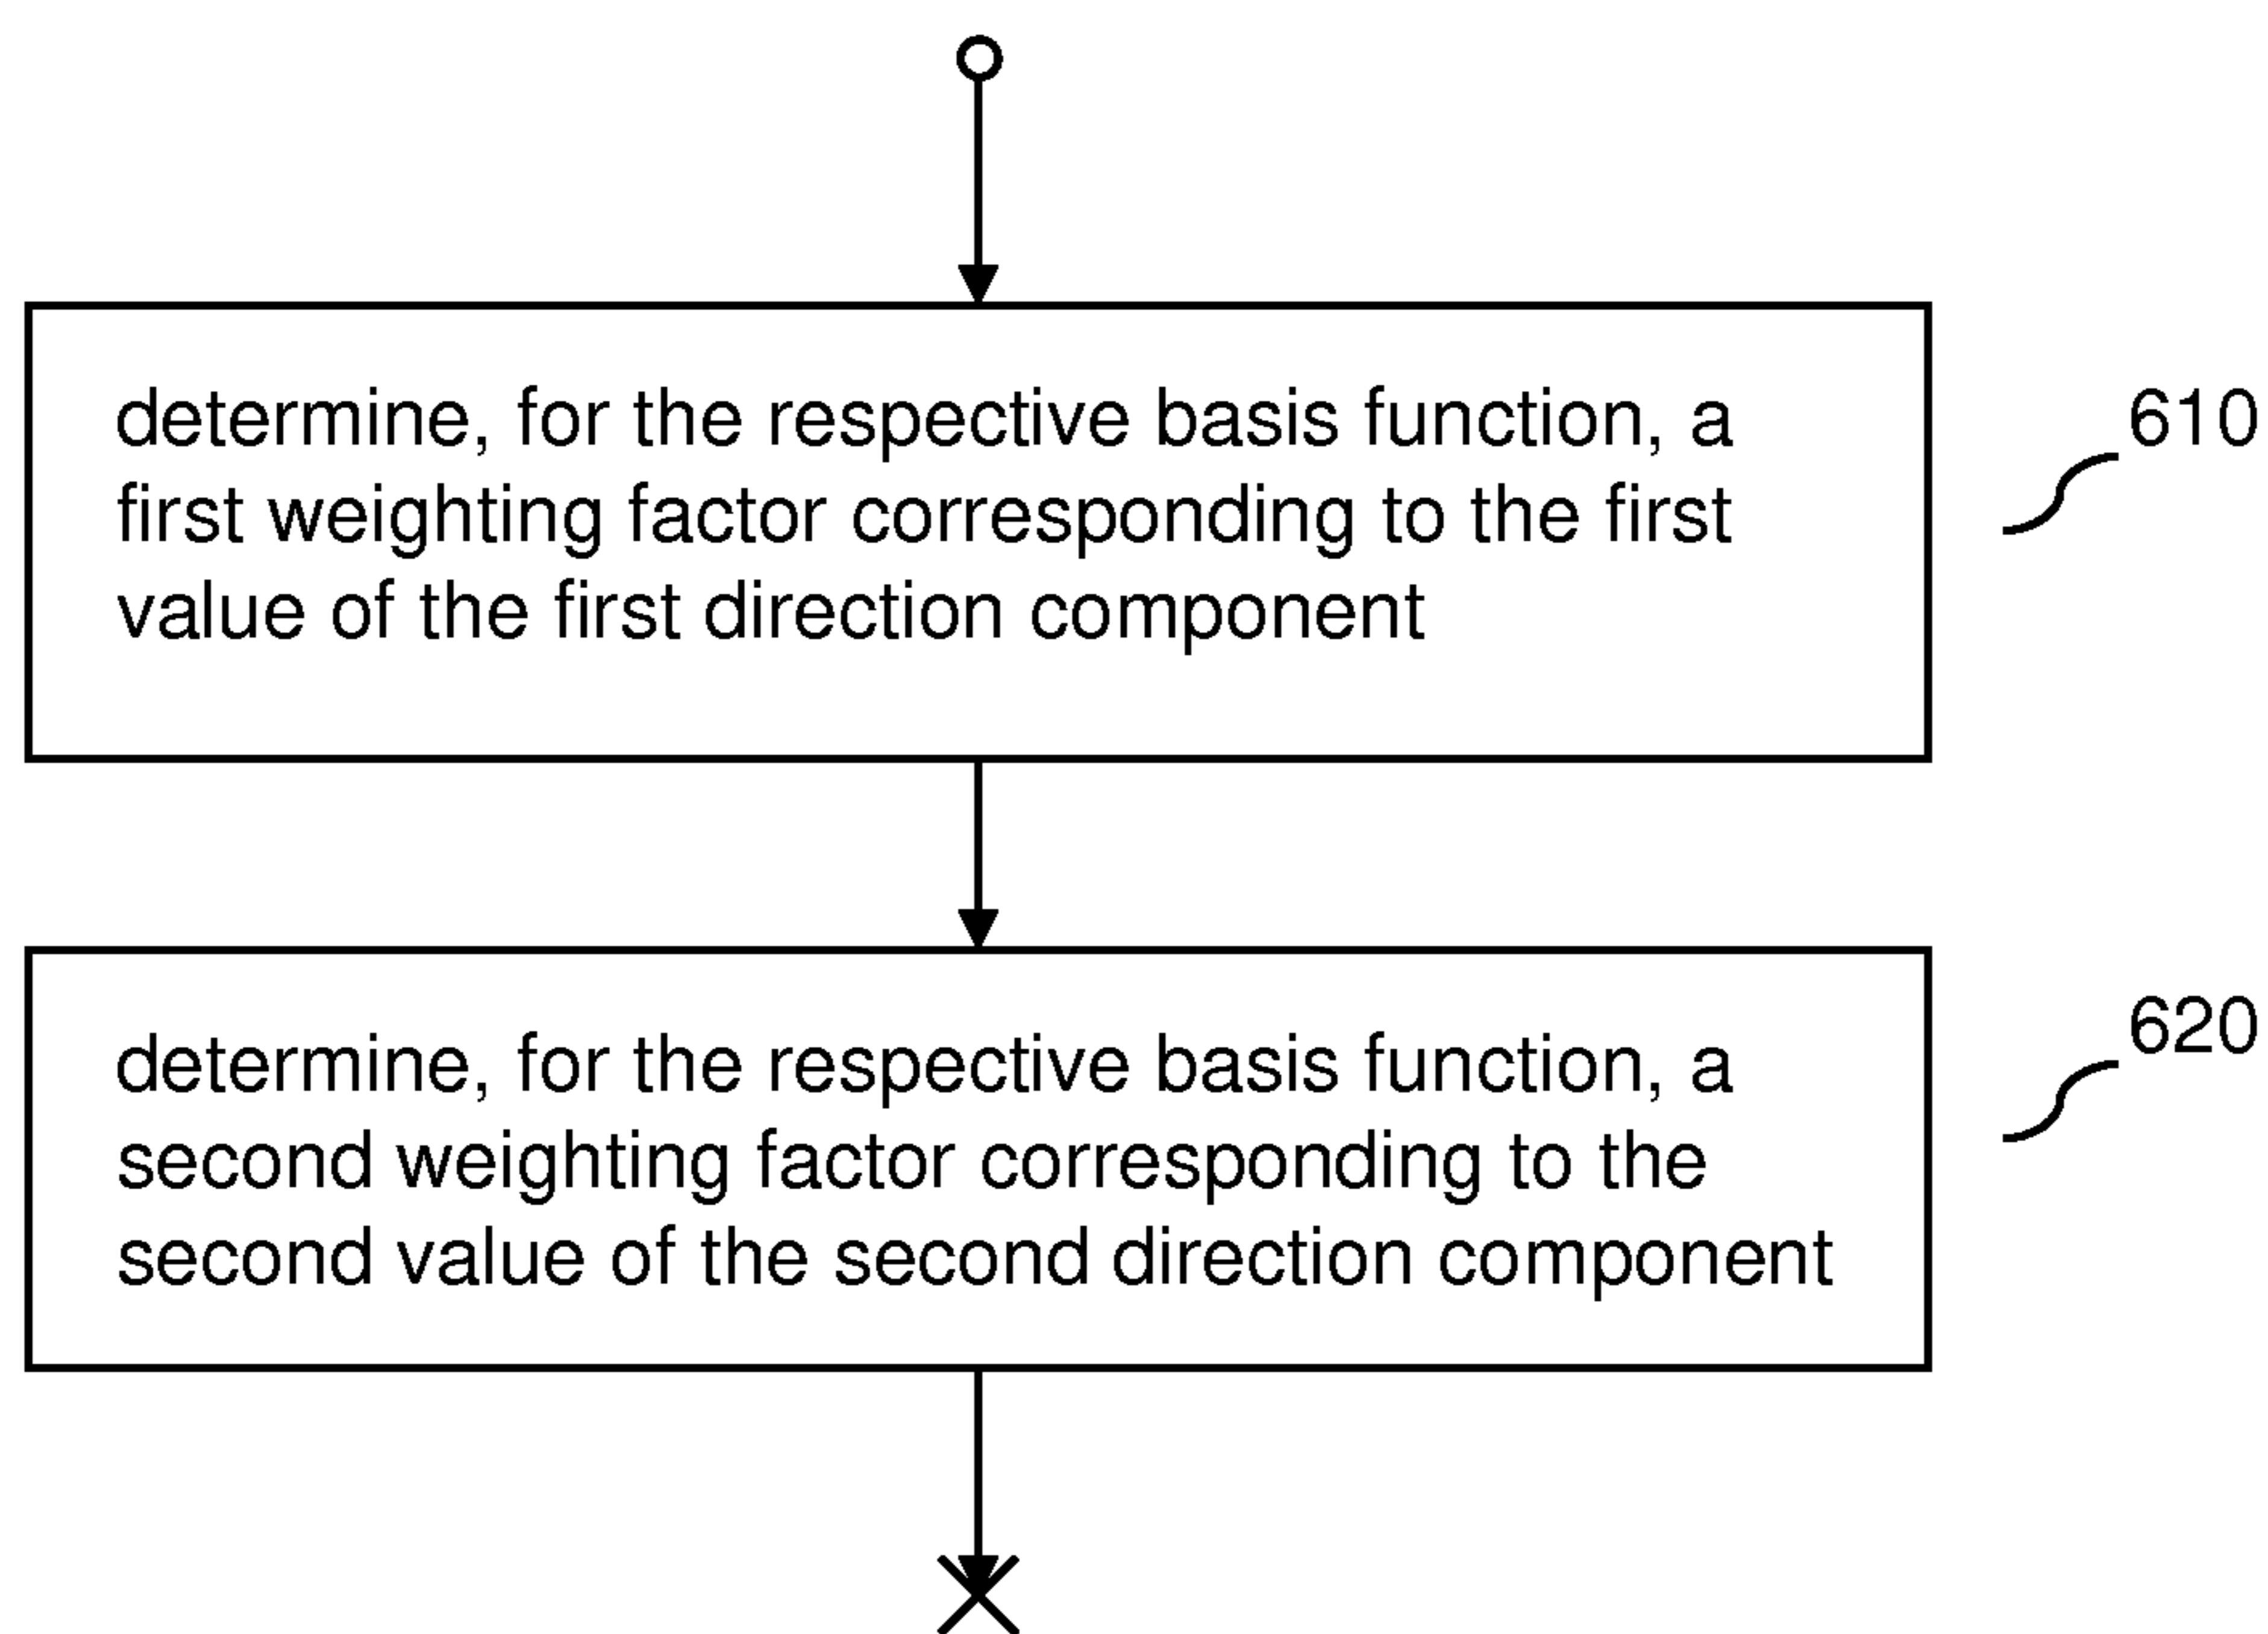 determine, for the respective basis function, a
first weighting factor corresponding to the first
value of the first direction component
610
determine, for the respective basis function, a
second weighting factor corresponding to the
second value of the second direction component
620